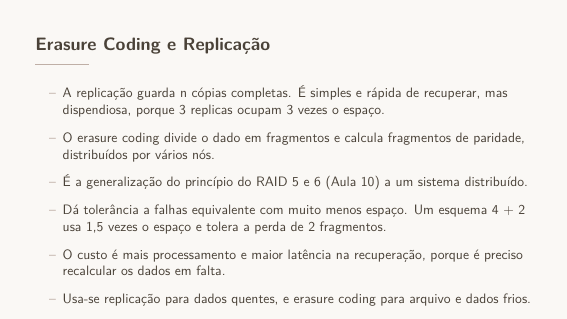 Erasure Coding e Replicação
– A replicação guarda n cópias completas. É simples e rápida de recuperar, mas
dispendiosa, porque 3 replicas ocupam 3 vezes o espaço.
– O erasure coding divide o dado em fragmentos e calcula fragmentos de paridade,
distribuídos por vários nós.
– É a generalização do princípio do RAID 5 e 6 (Aula 10) a um sistema distribuído.
– Dá tolerância a falhas equivalente com muito menos espaço. Um esquema 4 + 2
usa 1,5 vezes o espaço e tolera a perda de 2 fragmentos.
– O custo é mais processamento e maior latência na recuperação, porque é preciso
recalcular os dados em falta.
– Usa-se replicação para dados quentes, e erasure coding para arquivo e dados frios.